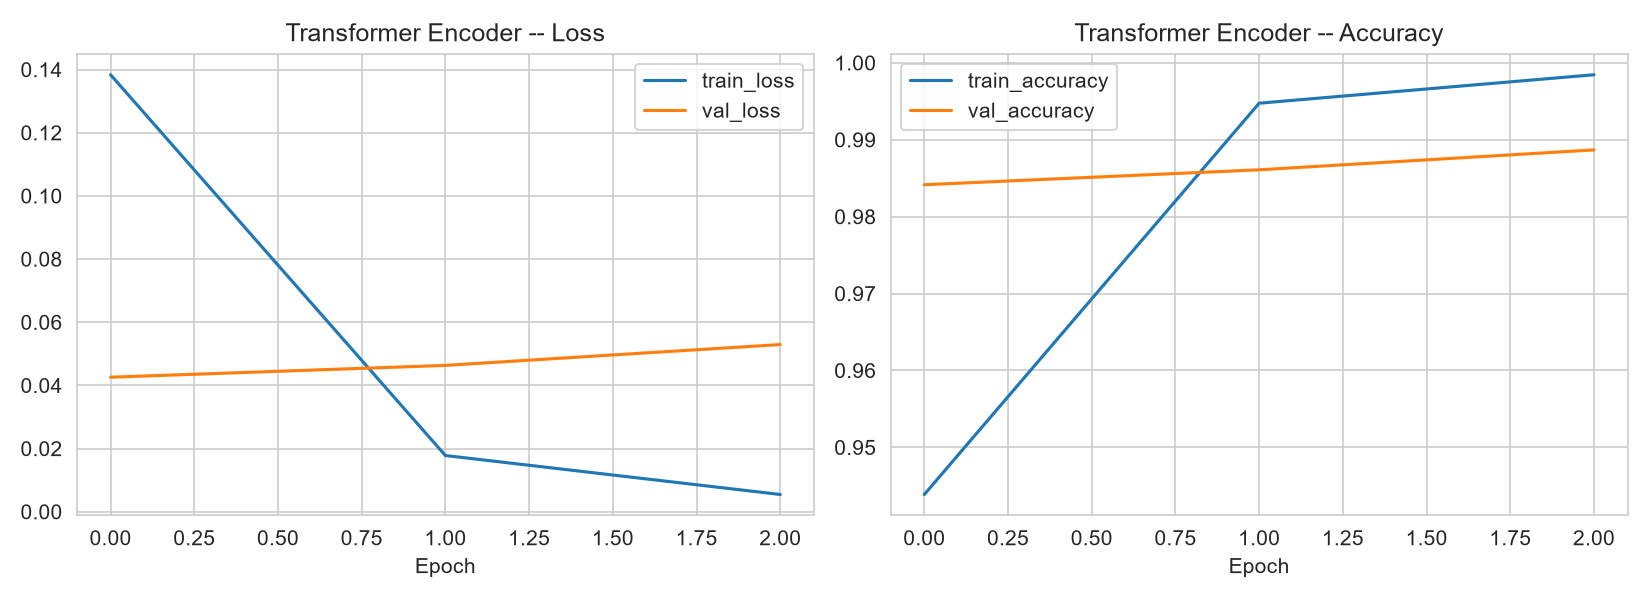 Transformer Encoder -- Loss
train_loss
val_loss
0.14
0.12
0.10
0.08
0.06
0.04
0.02
0.00
0.00 0.25 0.50 0.75 1.00 1.25 1.50 1.75 2.00
Epoch
Transformer Encoder -- Accuracy
train_accuracy
val_accuracy
1.00
0.99
0.98
0.97
0.96
0.95
0.00 0.25 0.50 0.75 1.00 1.25 1.50 1.75 2.00
Epoch